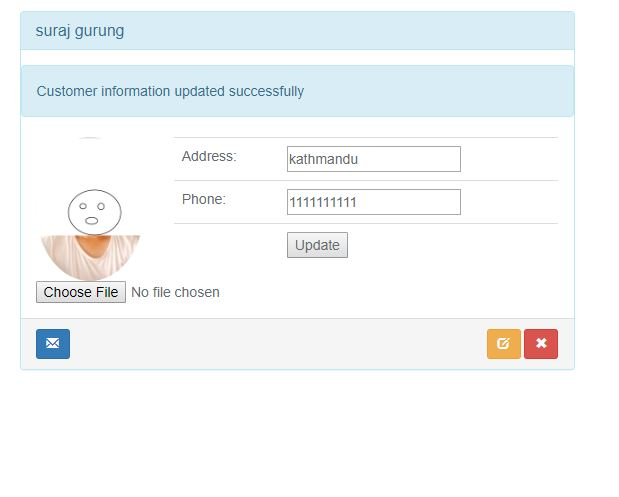 suraj gurung
Customer information updated successfully
Address: kathmandu
Phone: 1111111111
Update
Choose File No file chosen